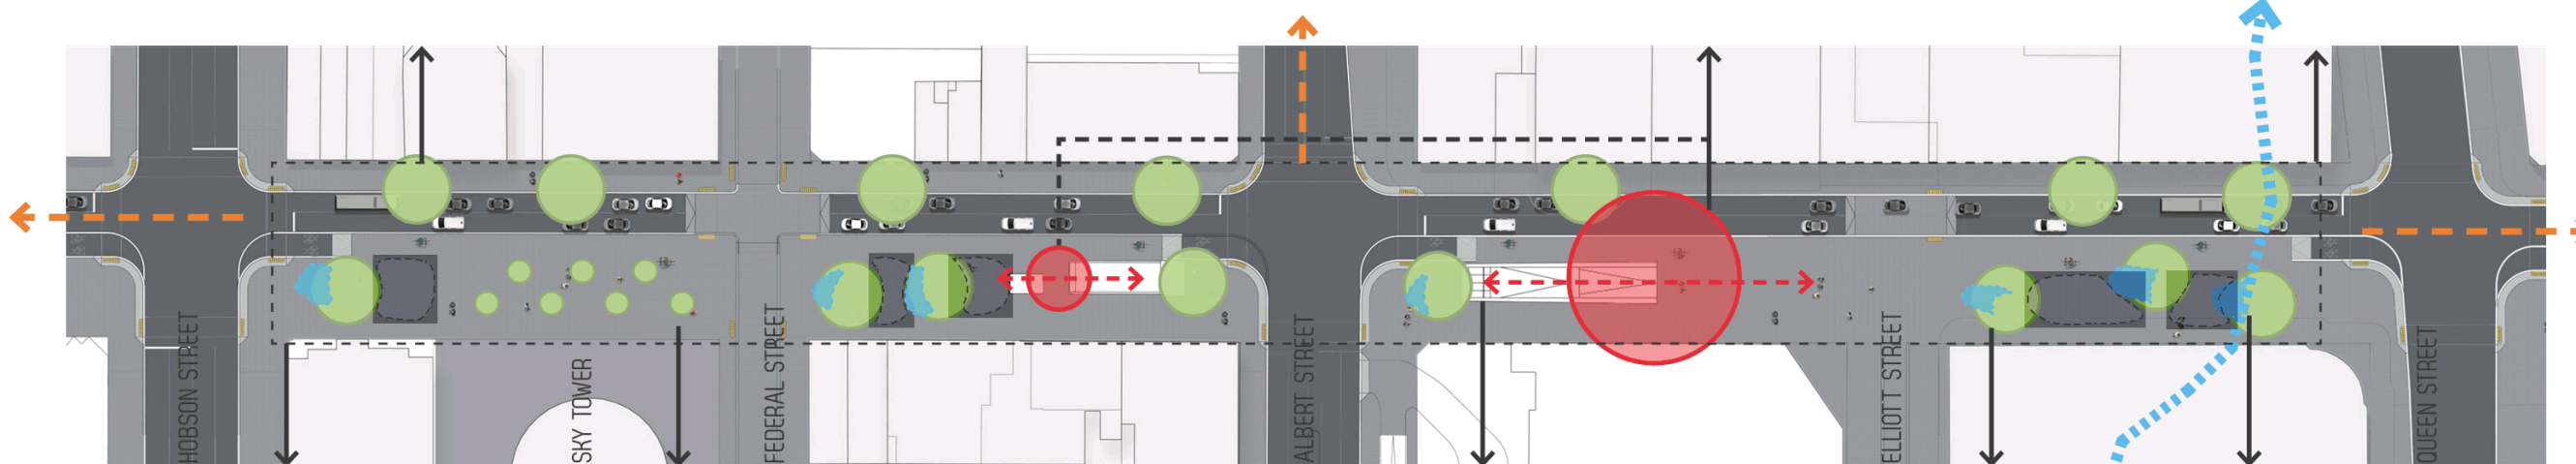 HOBSON STREET
SKY TOWER
FEDERAL STREET
ALBERT STREET
ELLIOTT STREET
QUEEN STREET